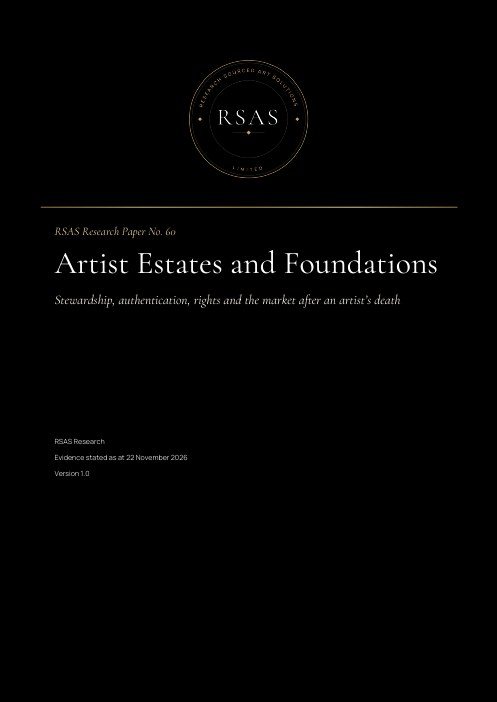 RESEARCH SOURCED ART SOLUTIONS
RSAS
LIMITED
RSAS Research Paper No. 60
Artist Estates and Foundations
Stewardship, authentication, rights and the market after an artist’s death
RSAS Research
Evidence stated as at 22 November 2026
Version 1.0